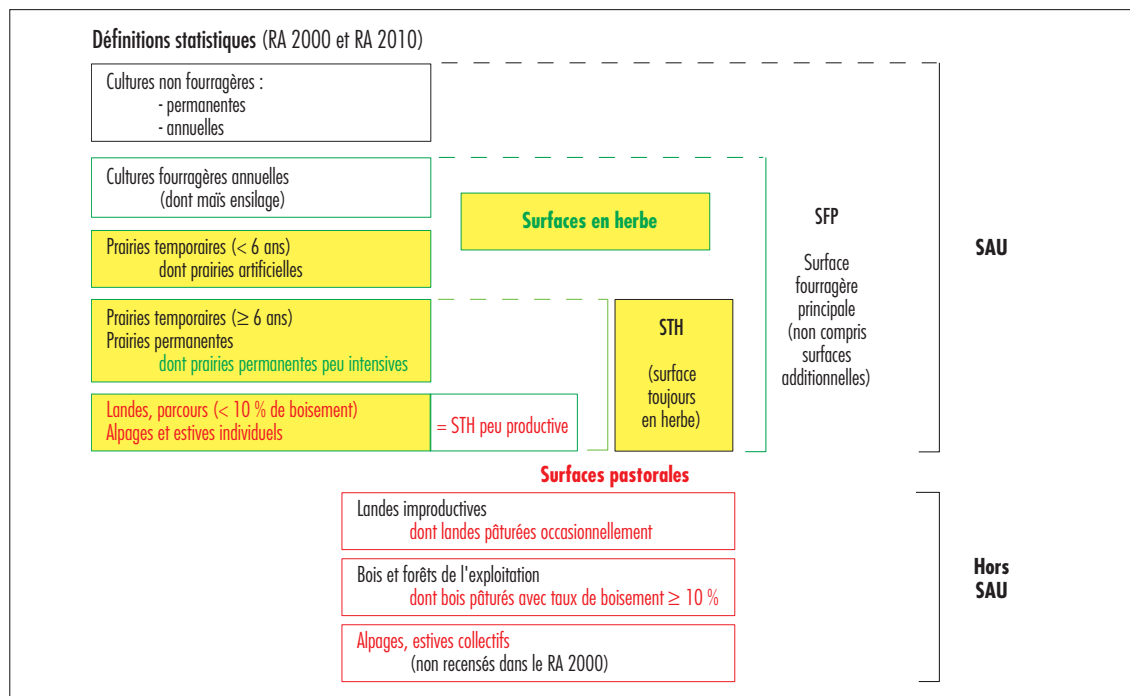 Définitions statistiques (RA 2000 et RA 2010)
Cultures non fourragères :
- permanentes
- annuelles
Cultures fourragères annuelles
(dont maïs ensilage)
Surfaces en herbe
Prairies temporaires (< 6 ans)
dont prairies artificielles
Prairies temporaires (≥ 6 ans)
Prairies permanentes
dont prairies permanentes peu intensives
Landes, parcours (< 10 % de boisement)
Alpages et estives individuels
= STH peu productive
STH
(surface
toujours
en herbe)
SFP
Surface
fourragère
principale
(non compris
surfaces
additionnelles)
SAU
Surfaces pastorales
Landes improductives
dont landes pâturées occasionnellement
Bois et forêts de l'exploitation
dont bois pâturés avec taux de boisement ≥ 10 %
Alpages, estives collectifs
(non recensés dans le RA 2000)
Hors
SAU